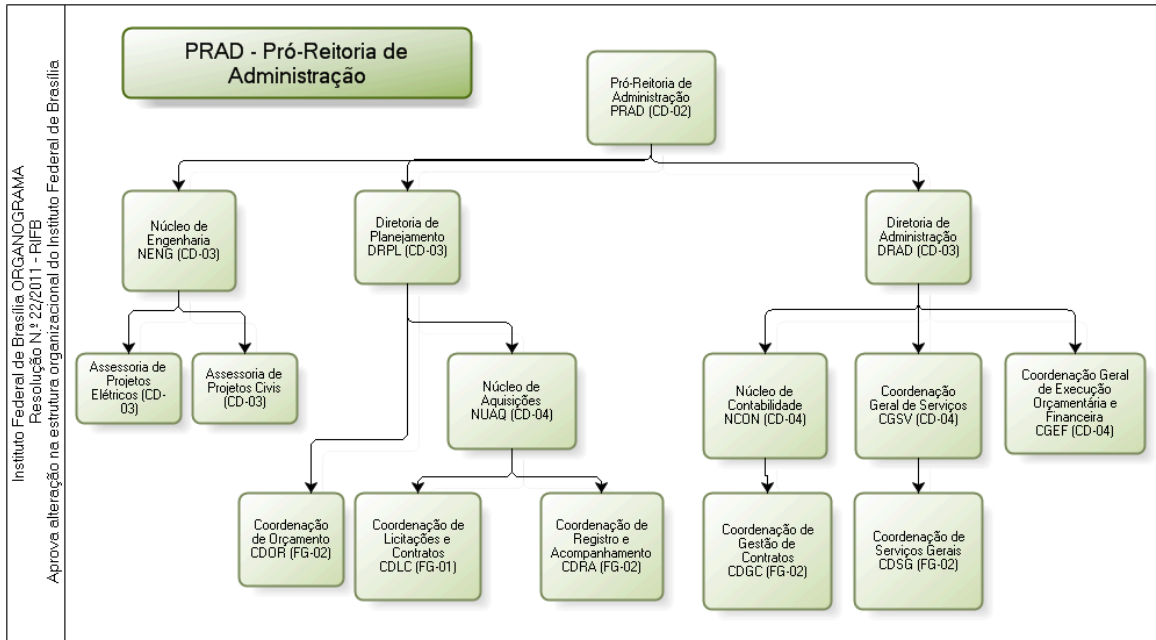 Instituto Federal de Brasília ORGANOGRAMA
Resolução N.º 22/2011 - RIFB
Aprova alteração na estrutura organizacional do Instituto Federal de Brasília
PRAD - Pró-Reitoria de
Administração
Pró-Reitoria de
Administração
PRAD (CD-02)
Núcleo de
Engenharia
NENG (CD-03)
Diretoria de
Planejamento
DRPL (CD-03)
Diretoria de
Administração
DRAD (CD-03)
Assessoria de
Projetos
Elétricos (CD-
03)
Assessoria de
Projetos Civis
(CD-03)
Núcleo de
Aquisições
NUAQ (CD-04)
Núcleo de
Contabilidade
NCON (CD-04)
Coordenação
Geral de Serviços
CGSV (CD-04)
Coordenação Geral
de Execução
Orçamentária e
Financeira
CGEF (CD-04)
Coordenação
de Orçamento
CDOR (FG-02)
Coordenação de
Licitações e
Contratos
CDLC (FG-01)
Coordenação de
Registro e
Acompanhamento
CDRA (FG-02)
Coordenação de
Gestão de
Contratos
CDGC (FG-02)
Coordenação
de Serviços Gerais
CDSG (FG-02)